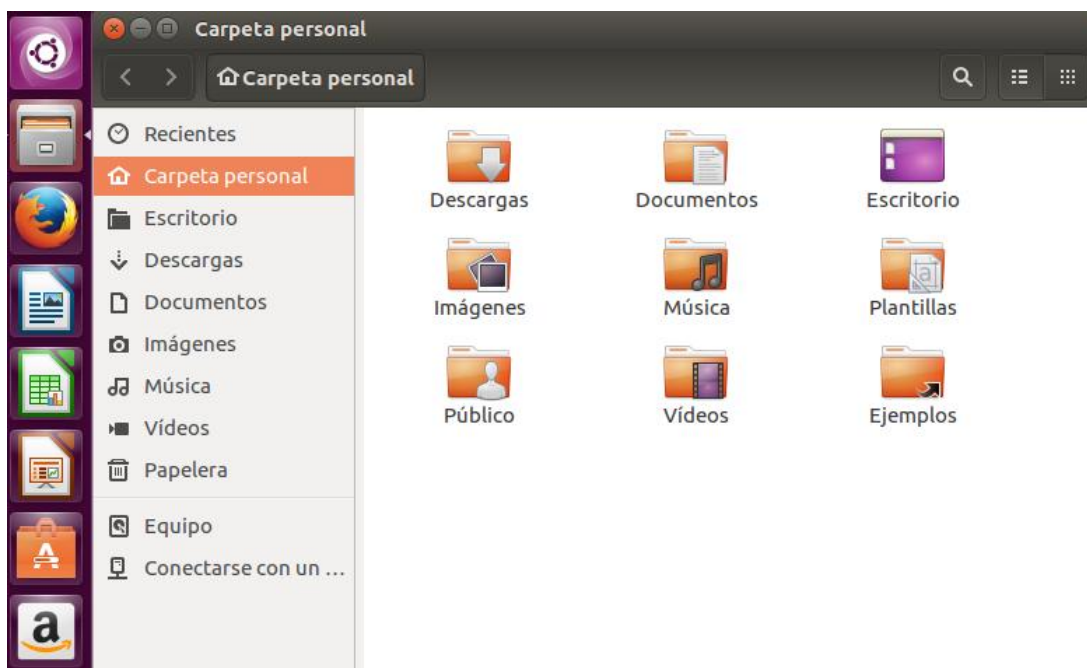 Carpeta personal
Carpeta personal
Recientes
Carpeta personal
Escritorio
Descargas
Documentos
Imágenes
Música
Vídeos
Papelera
Equipo
Conectarse con un ...
Descargas Documentos Escritorio
Imágenes Música Plantillas
Público Vídeos Ejemplos